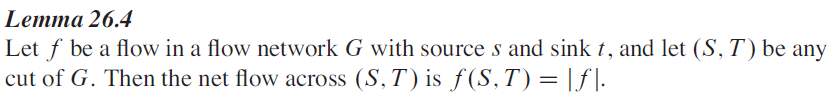 Lemma 26.4
Let f be a flow in a flow network G with source s and sink t, and let (S, T) be any
cut of G. Then the net flow across (S, T) is f(S, T) = |f|.